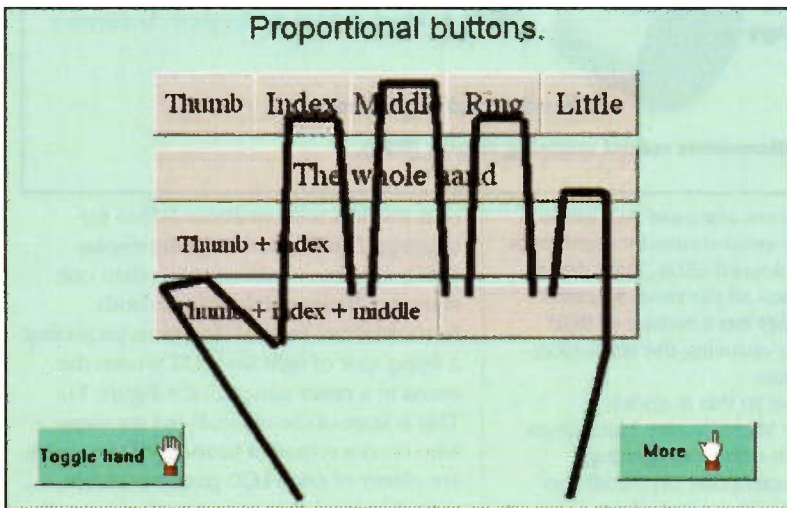 Proportional buttons.
Thumb Index Middle Ring Little
The whole hand
Thumb + index
Thumb + index + middle
Toggle hand
More